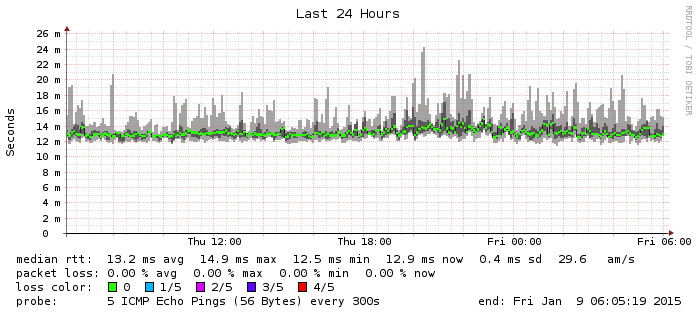 Last 24 Hours
RRDTOOL / TOBI OETIKER
Seconds
26 m
24 m
22 m
20 m
18 m
16 m
14 m
12 m
10 m
8 m
6 m
4 m
2 m
0
Thu 12:00 Thu 18:00 Fri 00:00 Fri 06:00
median rtt: 13.2 ms avg 14.9 ms max 12.5 ms min 12.9 ms now 0.4 ms sd 29.6 am/s
packet loss: 0.00 % avg 0.00 % max 0.00 % min 0.00 % now
loss color: 0 1/5 2/5 3/5 4/5
probe: 5 ICMP Echo Pings (56 Bytes) every 300s end: Fri Jan 9 06:05:19 2015